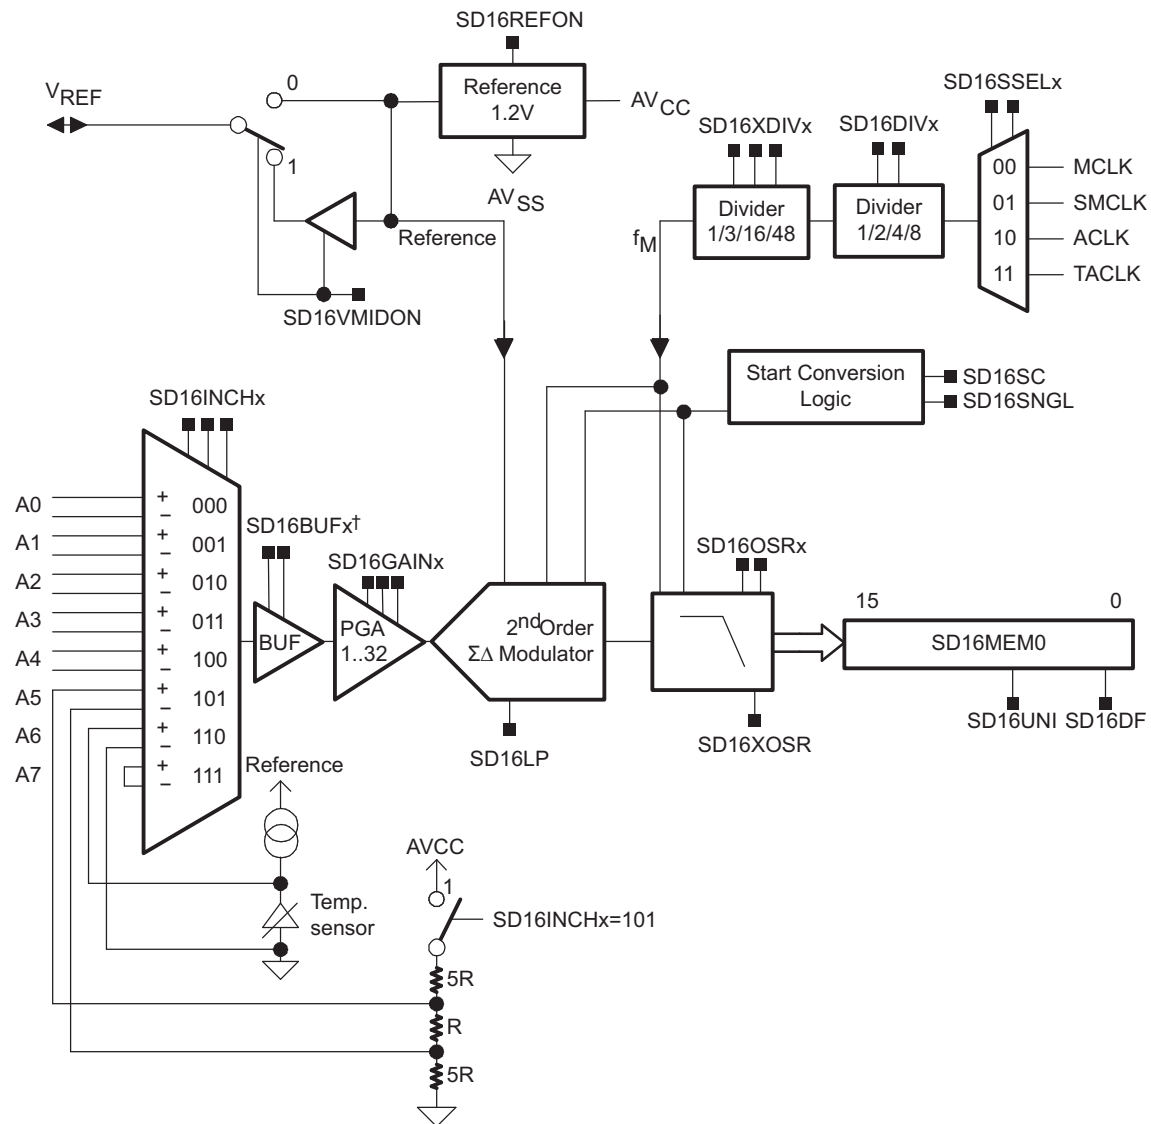 SD16REFON
VREF
0
Reference
1.2V
AVCC
SD16SSELx
SD16XDIVx
SD16DIVx
1
AVSS
00
MCLK
01
SMCLK
10
ACLK
11
TACLK
Divider
1/3/16/48
Divider
1/2/4/8
Reference
fM
SD16VMIDON
Start Conversion
Logic
SD16SC
SD16SNGL
SD16INCHx
A0
+
−
000
A1
+
−
001
A2
+
−
010
A3
+
−
011
A4
+
−
100
A5
+
−
101
A6
+
−
110
A7
+
−
111
SD16BUFx†
BUF
SD16GAINx
PGA
1..32
2ndOrder
ΣΔ Modulator
SD16LP
SD16OSRx
SD16XOSR
15
0
SD16MEM0
SD16UNI
SD16DF
Reference
Temp.
sensor
AVCC
1
SD16INCHx=101
5R
R
5R